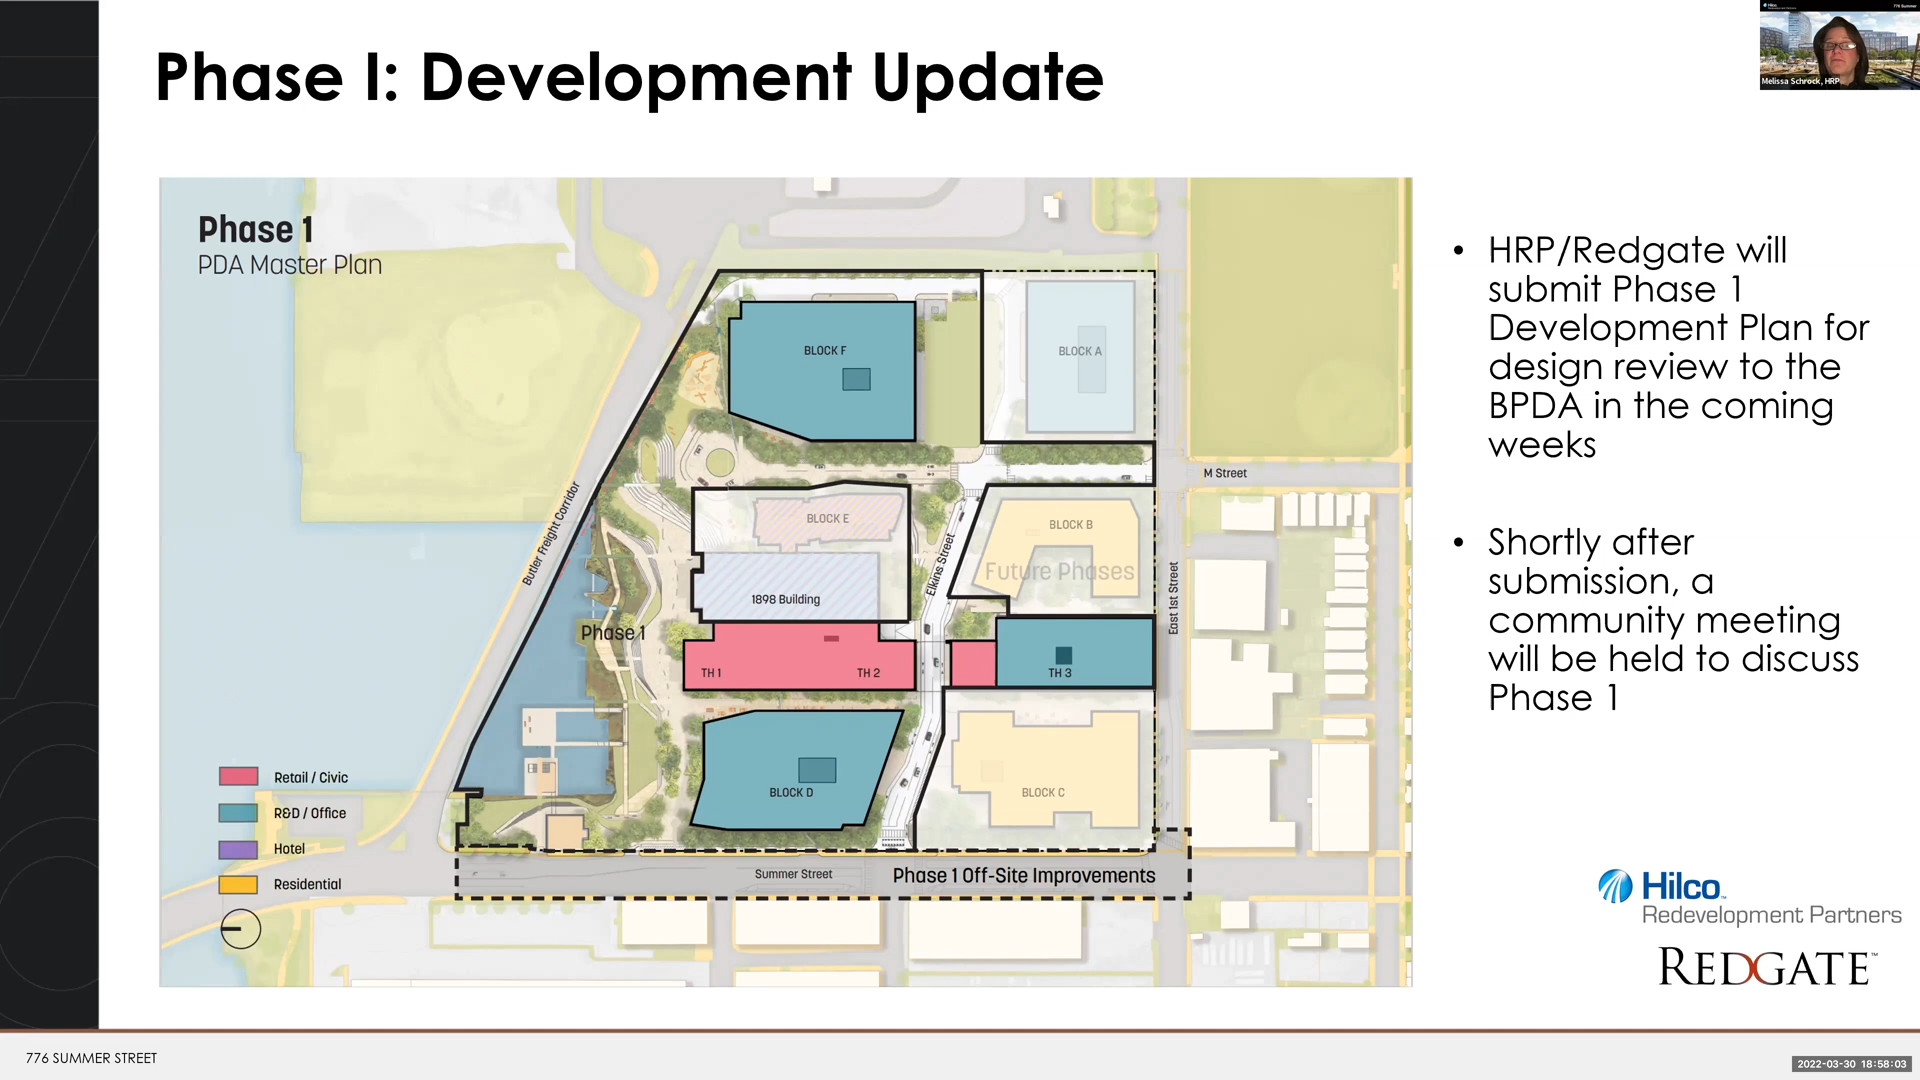 Phase I: Development Update
776 Summer
Melissa Schrock, HRP
Phase 1
PDA Master Plan
BLOCK F
BLOCK A
M Street
BLOCK E
BLOCK B
Future Phases
Butler Freight Corridor
Elkins Street
East 1st Street
1898 Building
Phase 1
TH 1
TH 2
TH 3
BLOCK D
BLOCK C
Retail / Civic
R&D / Office
Hotel
Residential
Summer Street
Phase 1 Off-Site Improvements
• HRP/Redgate will
submit Phase 1
Development Plan for
design review to the
BPDA in the coming
weeks
• Shortly after
submission, a
community meeting
will be held to discuss
Phase 1
Hilco™
Redevelopment Partners
REDGATE™
776 SUMMER STREET
2022-03-30 18:58:03